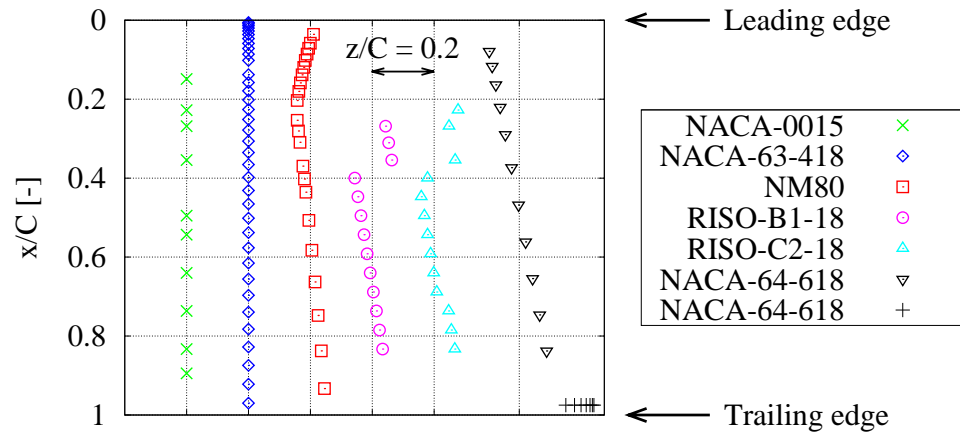 0
Leading edge
z/C = 0.2
0.2
NACA-0015
NACA-63-418
NM80
RISO-B1-18
RISO-C2-18
NACA-64-618
NACA-64-618
0.4
x/C [-]
0.6
0.8
1
Trailing edge